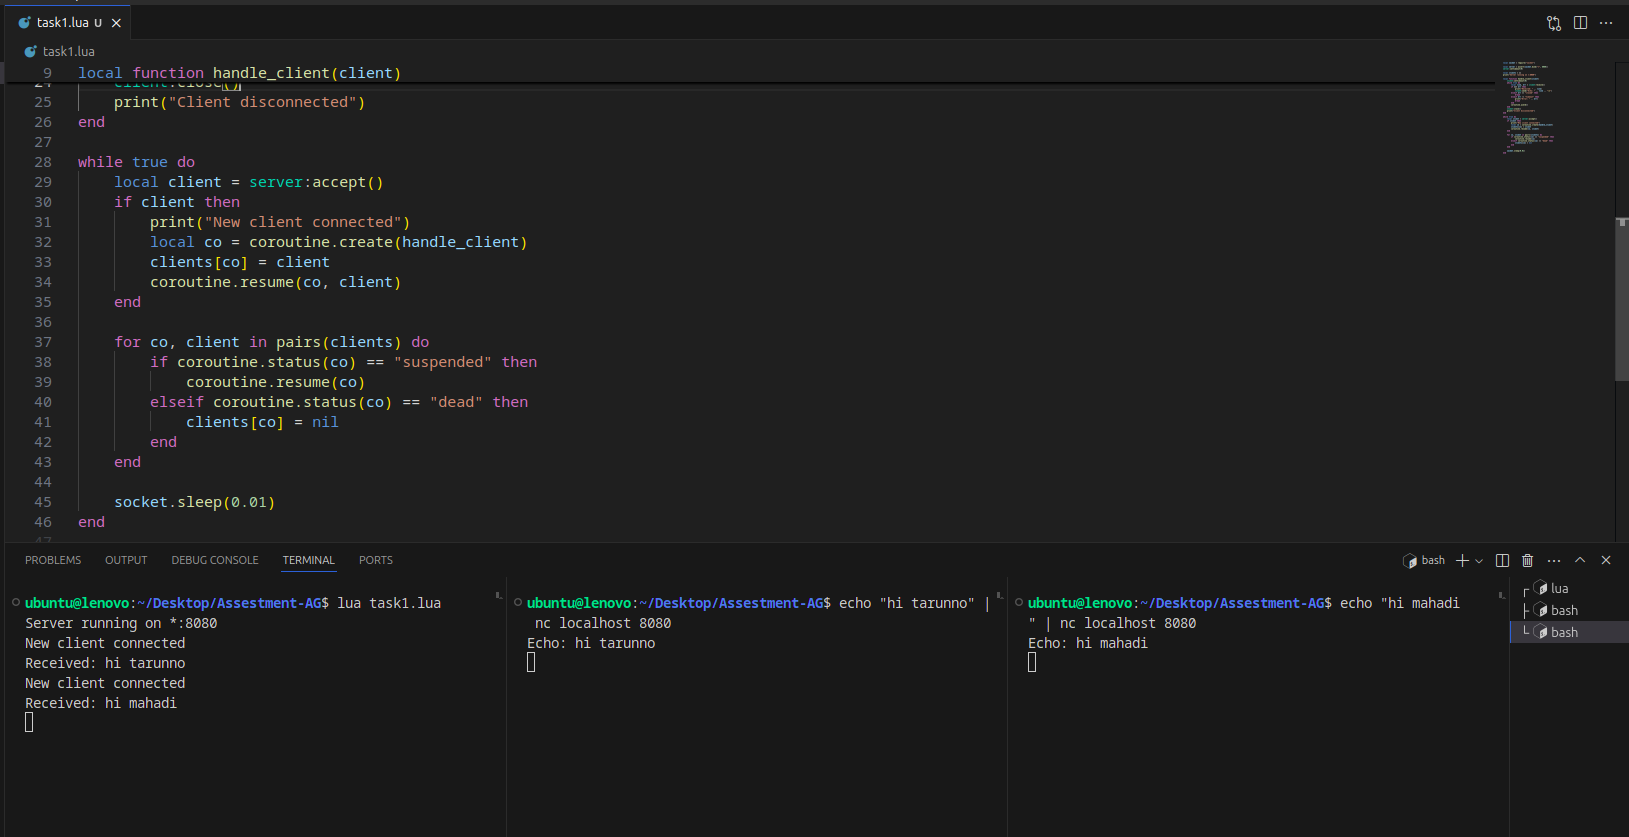 task1.lua U
task1.lua
9 local function handle_client(client)
24 client:close()
25 print("Client disconnected")
26 end
27
28 while true do
29 local client = server:accept()
30 if client then
31 print("New client connected")
32 local co = coroutine.create(handle_client)
33 clients[co] = client
34 coroutine.resume(co, client)
35 end
36
37 for co, client in pairs(clients) do
38 if coroutine.status(co) == "suspended" then
39 coroutine.resume(co)
40 elseif coroutine.status(co) == "dead" then
41 clients[co] = nil
42 end
43 end
44
45 socket.sleep(0.01)
46 end
47
PROBLEMS OUTPUT DEBUG CONSOLE TERMINAL PORTS
bash
ubuntu@lenovo:~/Desktop/Assestment-AG$ lua task1.lua
Server running on *:8080
New client connected
Received: hi tarunno
New client connected
Received: hi mahadi
ubuntu@lenovo:~/Desktop/Assestment-AG$ echo "hi tarunno" |
nc localhost 8080
Echo: hi tarunno
ubuntu@lenovo:~/Desktop/Assestment-AG$ echo "hi mahadi
" | nc localhost 8080
Echo: hi mahadi
lua
bash
bash